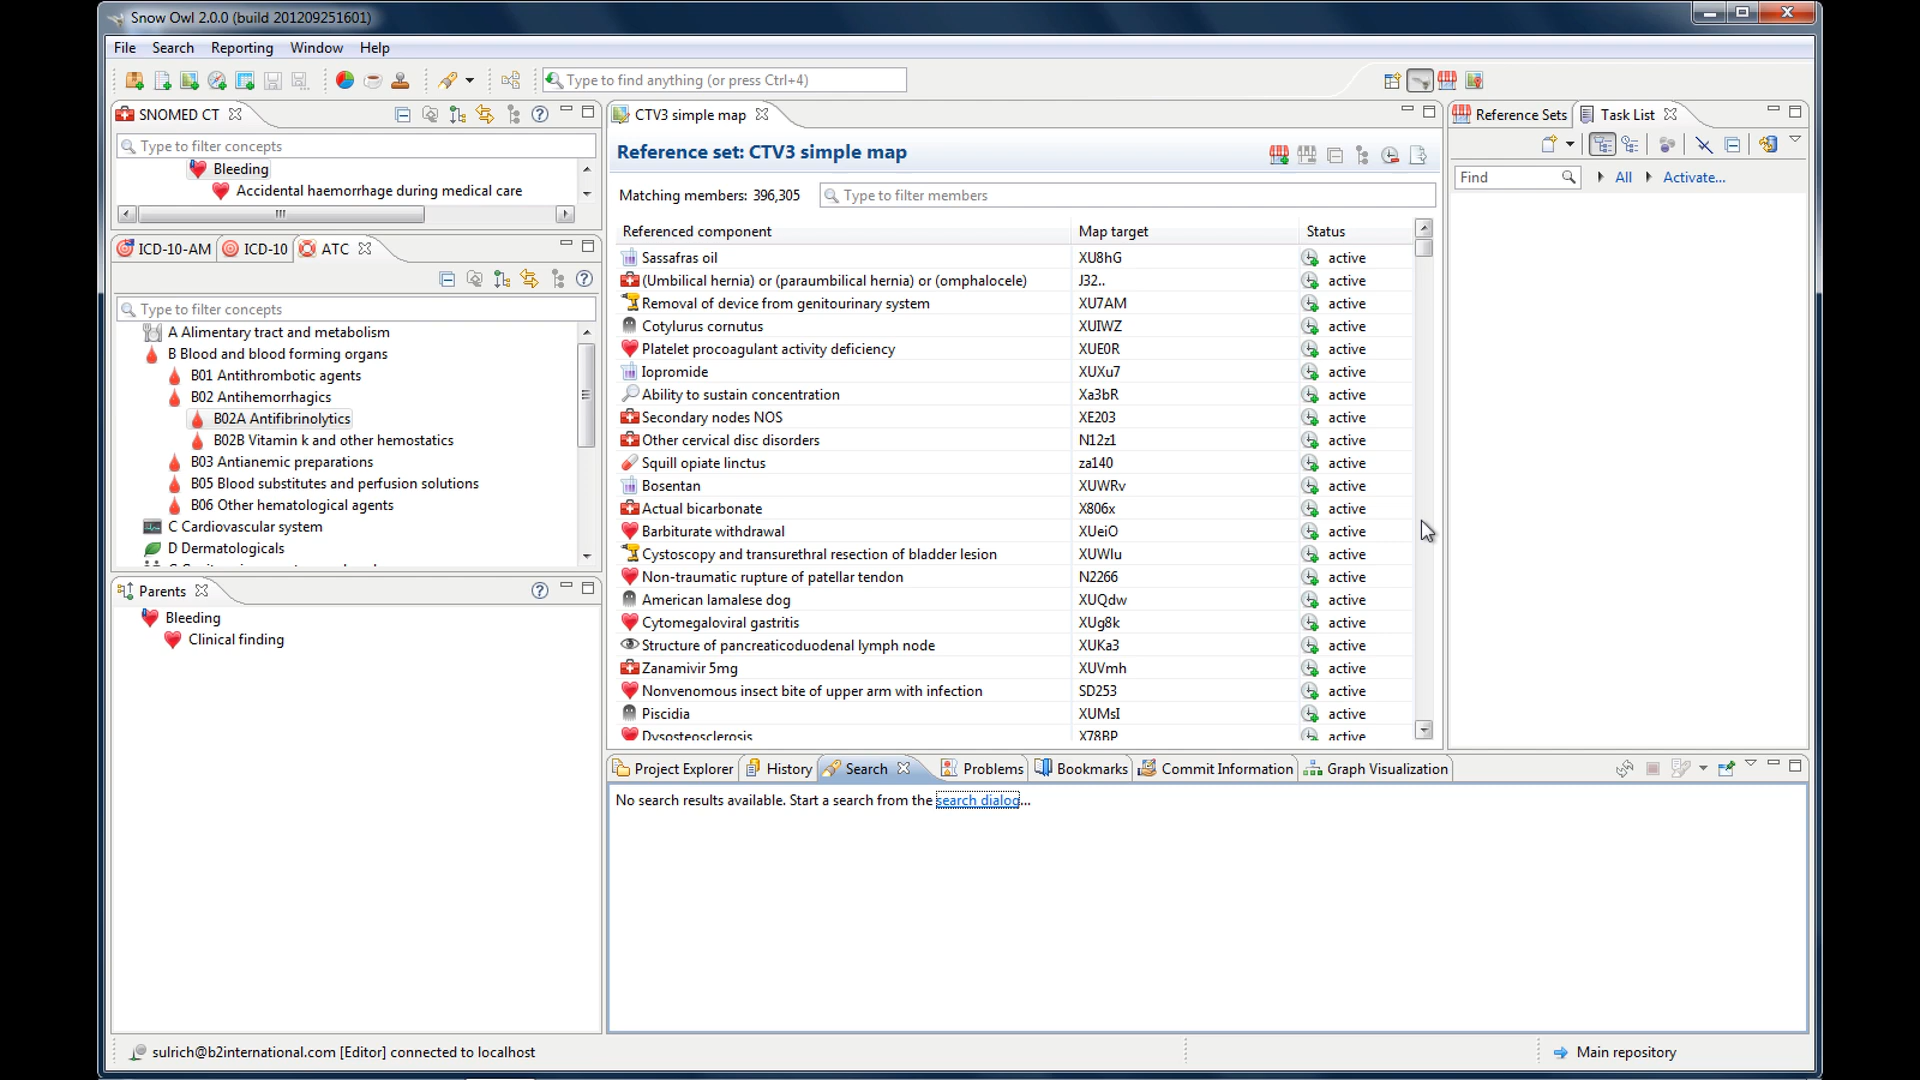 Snow Owl 2.0.0 (build 201209251601)
File Search Reporting Window Help
Type to find anything (or press Ctrl+4)
SNOMED CT
Type to filter concepts
Bleeding
Accidental haemorrhage during medical care
ICD-10-AM ICD-10 ATC
Type to filter concepts
A Alimentary tract and metabolism
B Blood and blood forming organs
B01 Antithrombotic agents
B02 Antihemorrhagics
B02A Antifibrinolytics
B02B Vitamin k and other hemostatics
B03 Antianemic preparations
B05 Blood substitutes and perfusion solutions
B06 Other hematological agents
C Cardiovascular system
D Dermatologicals
Parents
Bleeding
Clinical finding
CTV3 simple map
Reference set: CTV3 simple map
Matching members: 396,305 Type to filter members
Referenced component Map target Status
Sassafras oil XU8hG active
(Umbilical hernia) or (paraumbilical hernia) or (omphalocele) J32.. active
Removal of device from genitourinary system XU7AM active
Cotylurus cornutus XUIWZ active
Platelet procoagulant activity deficiency XUE0R active
Iopromide XUXu7 active
Ability to sustain concentration Xa3bR active
Secondary nodes NOS XE203 active
Other cervical disc disorders N12z1 active
Squill opiate linctus za140 active
Bosentan XUWRv active
Actual bicarbonate X806x active
Barbiturate withdrawal XUeiO active
Cystoscopy and transurethral resection of bladder lesion XUWIu active
Non-traumatic rupture of patellar tendon N2266 active
American lamalese dog XUQdw active
Cytomegaloviral gastritis XUg8k active
Structure of pancreaticoduodenal lymph node XUKa3 active
Zanamivir 5mg XUVmh active
Nonvenomous insect bite of upper arm with infection SD253 active
Piscidia XUMsI active
Dysosteosclerosis X78BP active
Reference Sets Task List
Find All Activate...
Project Explorer History Search Problems Bookmarks Commit Information Graph Visualization
No search results available. Start a search from the search dialog...
sulrich@b2international.com [Editor] connected to localhost
Main repository